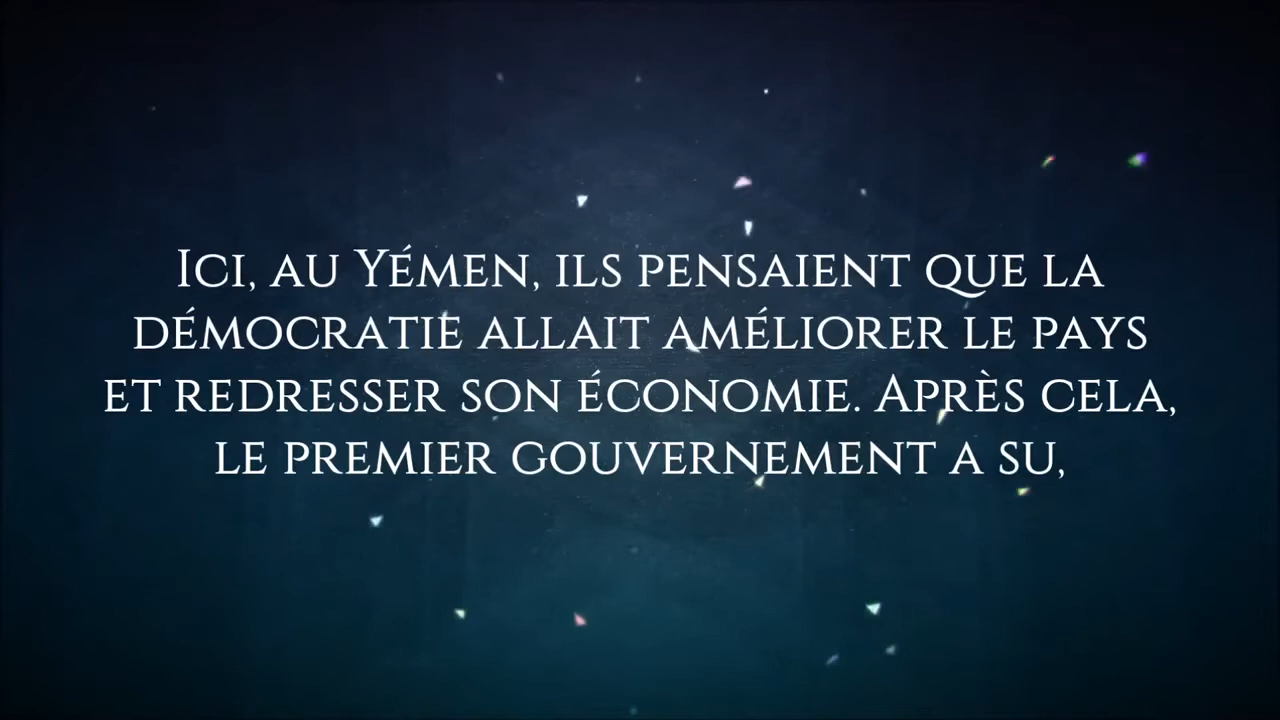 Ici, au Yémen, ils pensaient que la
démocratie allait améliorer le pays
et redresser son économie. Après cela,
le premier gouvernement a su,